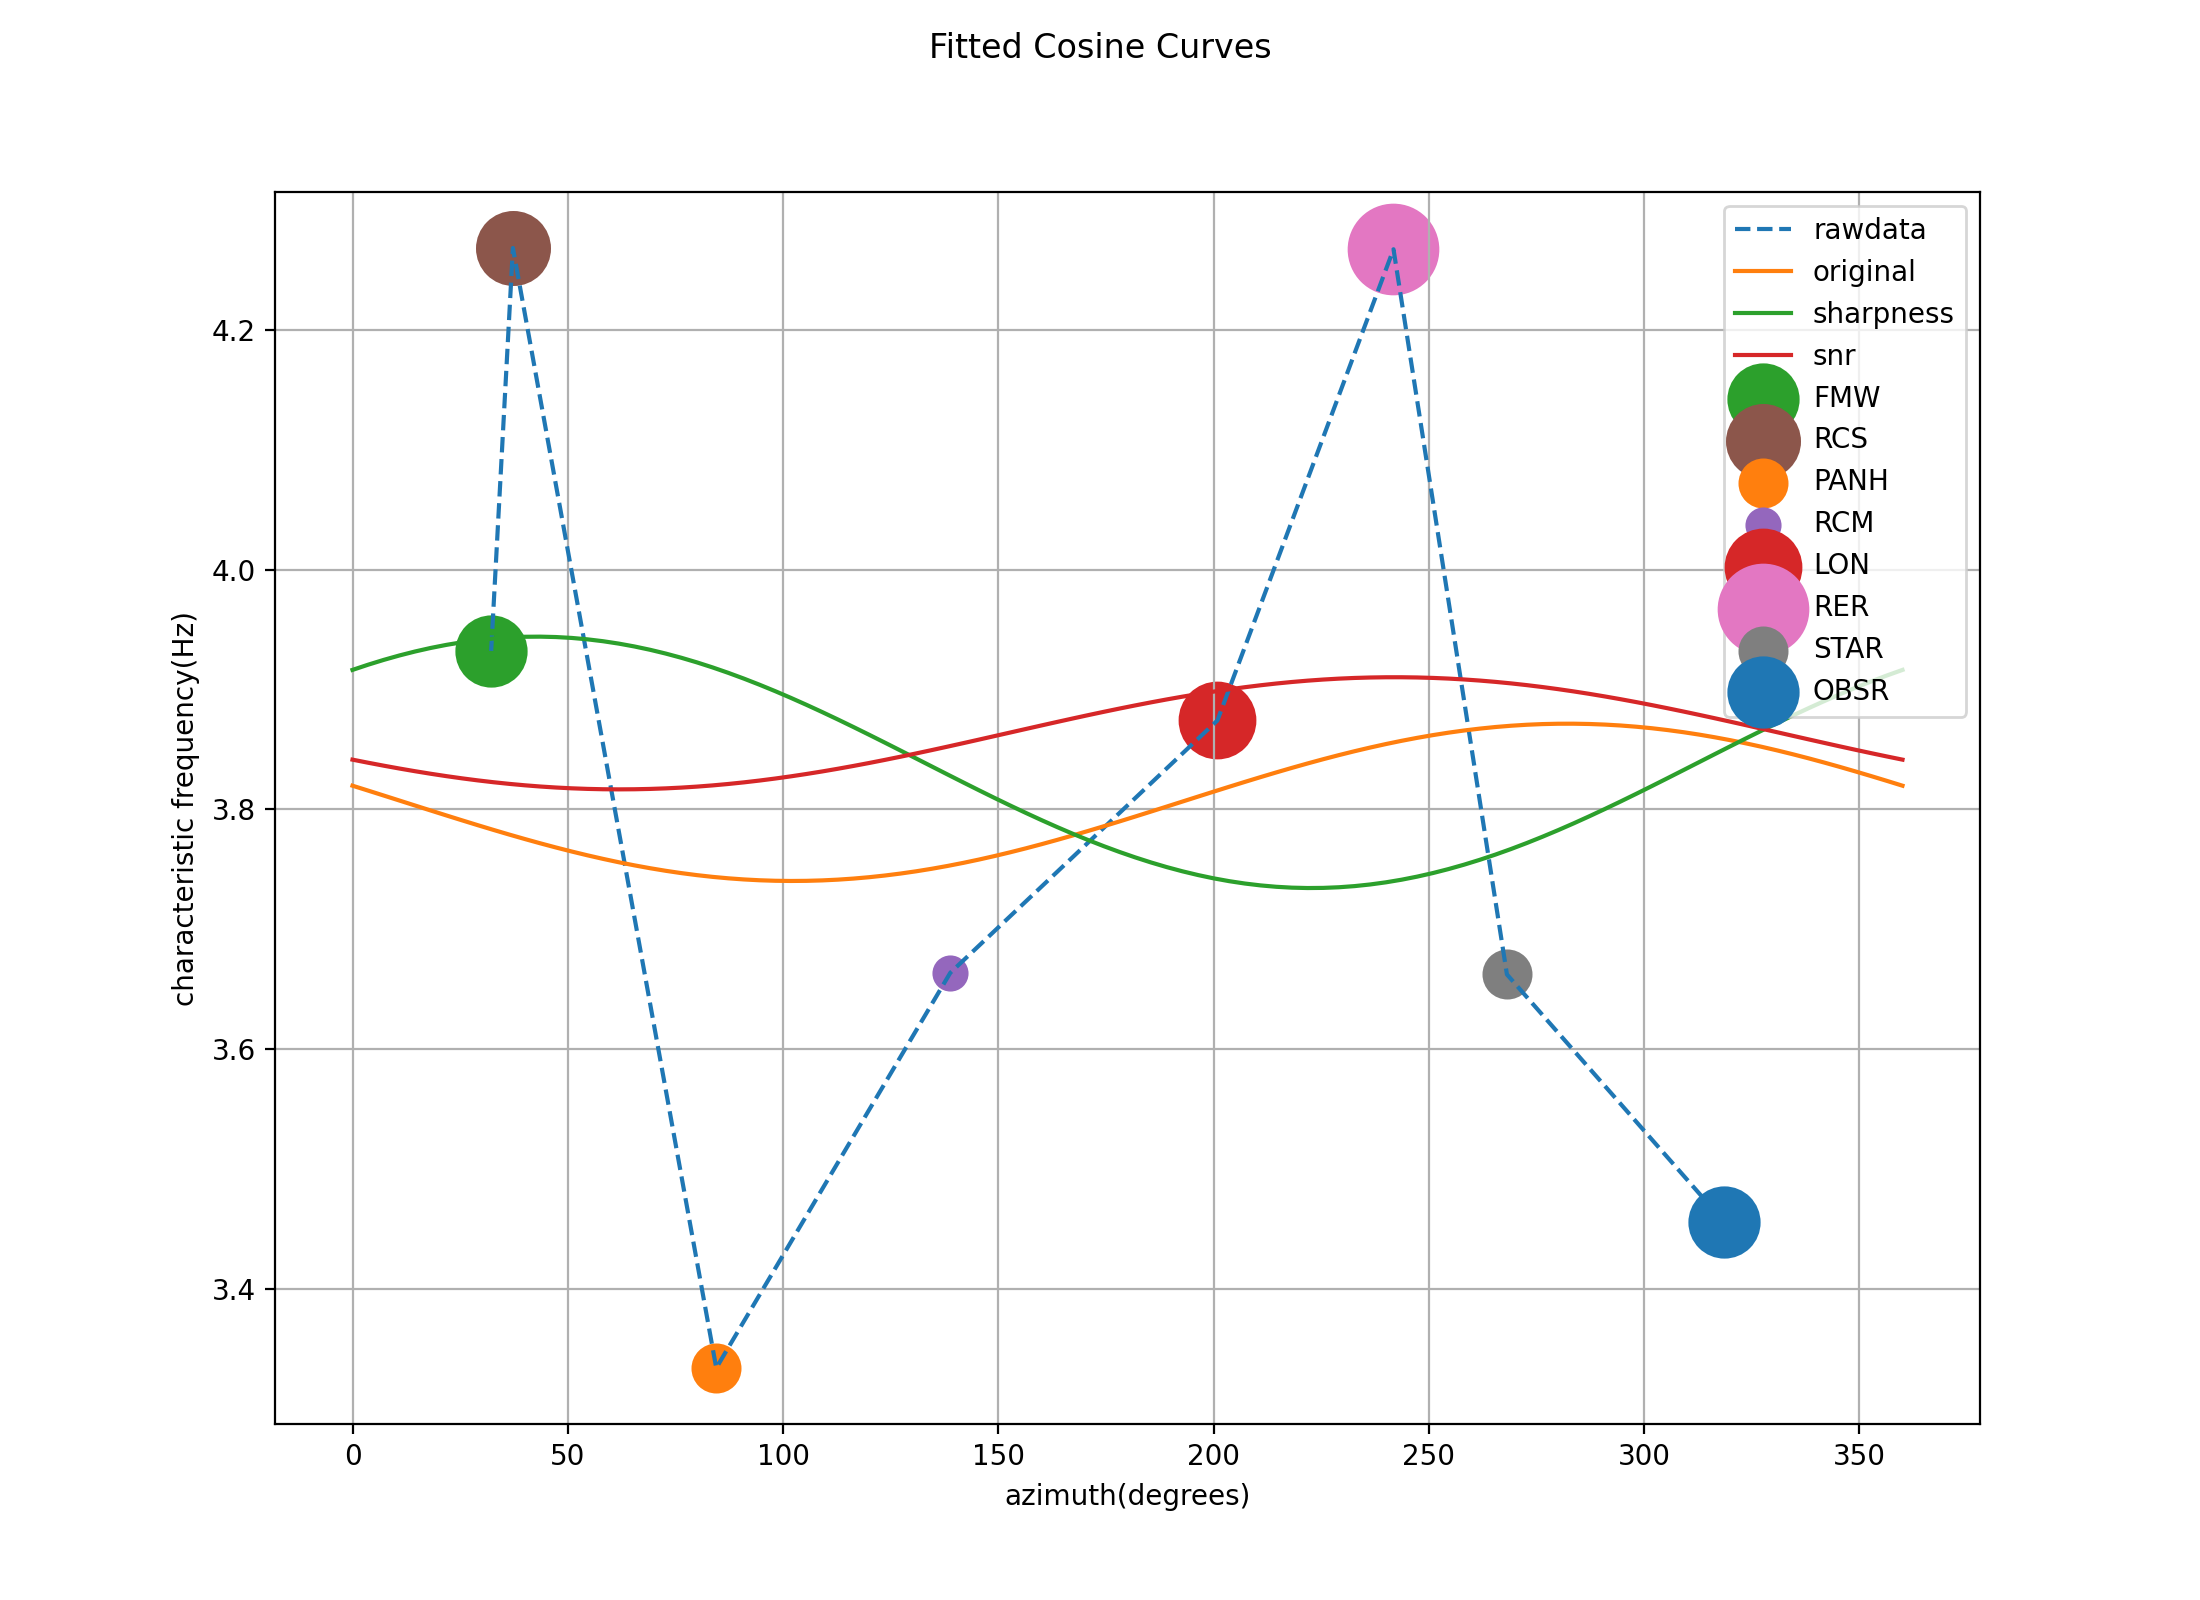 Fitted Cosine Curves
characteristic frequency(Hz)
4.2
4.0
3.8
3.6
3.4
rawdata
original
sharpness
snr
FMW
RCS
PANH
RCM
LON
RER
STAR
OBSR
0 50 100 150 200 250 300 350
azimuth(degrees)